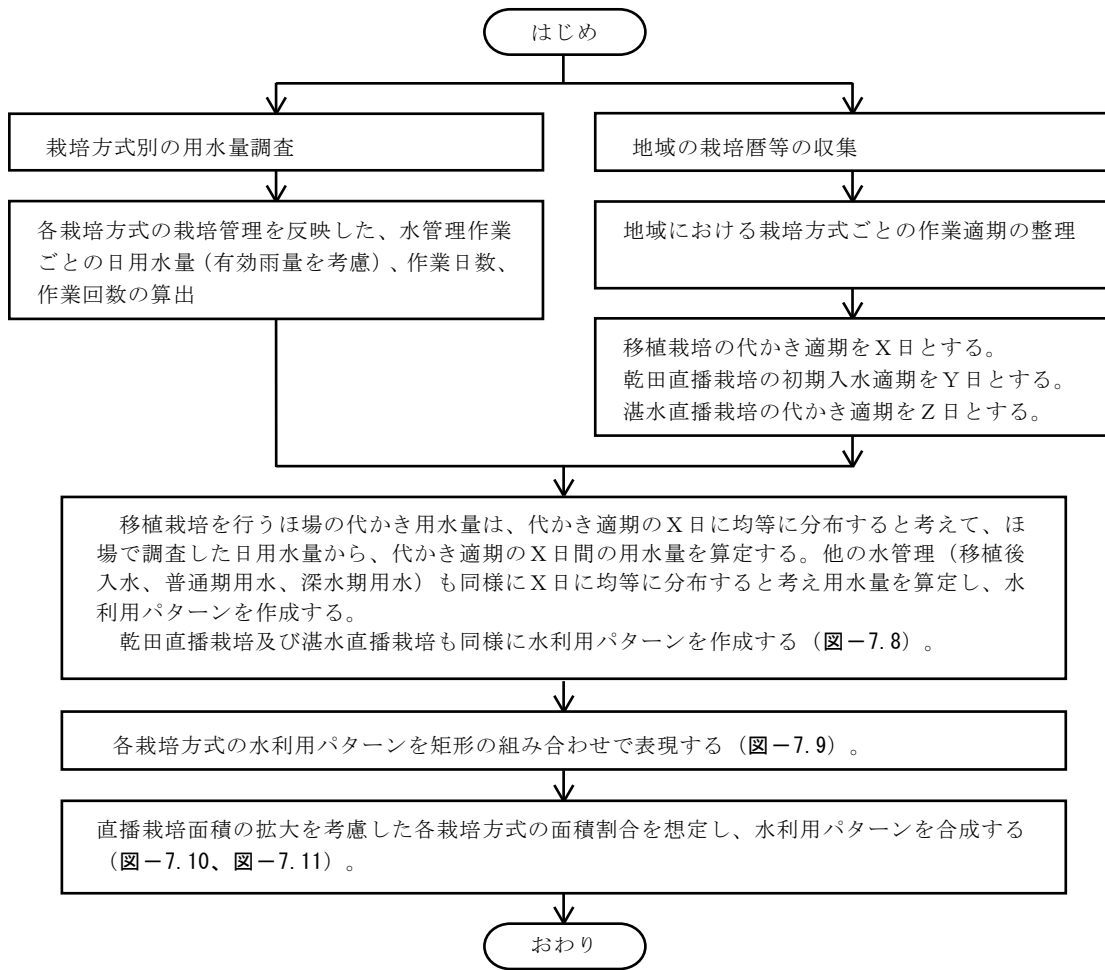 はじめ
栽培方式別の用水量調査
地域の栽培暦等の収集
各栽培方式の栽培管理を反映した、水管理作業
ごとの日用水量（有効雨量を考慮）、作業日数、
作業回数の算出
地域における栽培方式ごとの作業適期の整理
移植栽培の代かき適期をＸ日とする。
乾田直播栽培の初期入水適期をＹ日とする。
湛水直播栽培の代かき適期をＺ日とする。
移植栽培を行うほ場の代かき用水量は、代かき適期のＸ日に均等に分布すると考えて、ほ
場で調査した日用水量から、代かき適期のＸ日間の用水量を算定する。他の水管理（移植後
入水、普通期用水、深水期用水）も同様にＸ日に均等に分布すると考え用水量を算定し、水
利用パターンを作成する。
乾田直播栽培及び湛水直播栽培も同様に水利用パターンを作成する（図－7.8）。
各栽培方式の水利用パターンを矩形の組み合わせで表現する（図－7.9）。
直播栽培面積の拡大を考慮した各栽培方式の面積割合を想定し、水利用パターンを合成する
（図－7.10、図－7.11）。
おわり